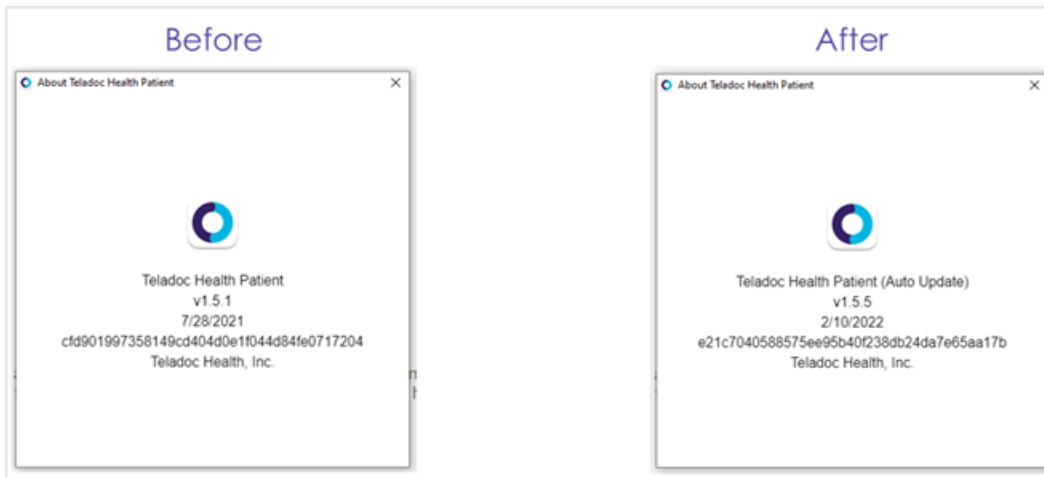 Before
After
About Teladoc Health Patient
Teladoc Health Patient
v1.5.1
7/28/2021
cfd901997358149cd404d0e1f044d84fe0717204
Teladoc Health, Inc.
About Teladoc Health Patient
Teladoc Health Patient (Auto Update)
v1.5.5
2/10/2022
e21c7040588575ee95b40f238db24da7e65aa17b
Teladoc Health, Inc.